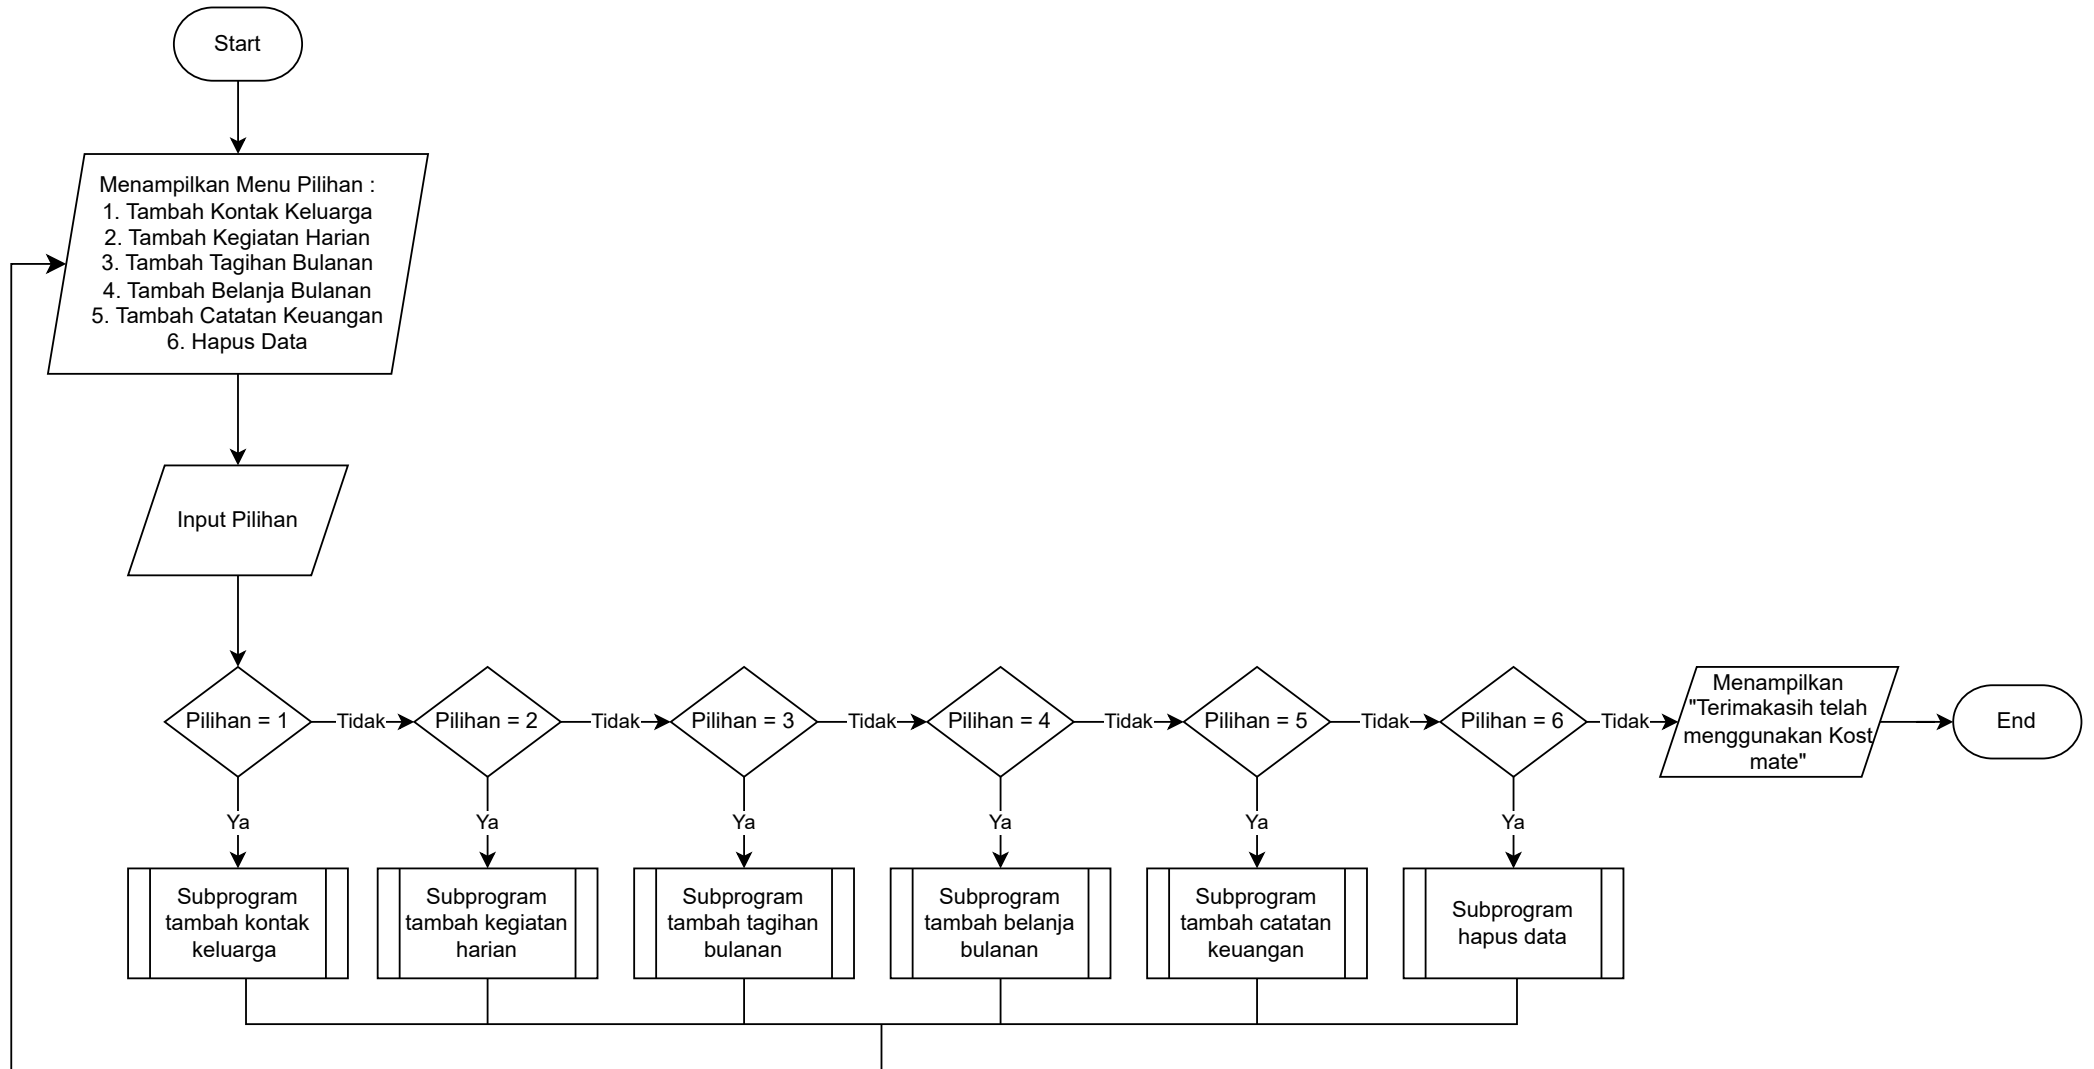 Start
Menampilkan Menu Pilihan :
1. Tambah Kontak Keluarga
2. Tambah Kegiatan Harian
3. Tambah Tagihan Bulanan
4. Tambah Belanja Bulanan
5. Tambah Catatan Keuangan
6. Hapus Data
Input Pilihan
Pilihan = 1
Tidak
Pilihan = 2
Tidak
Pilihan = 3
Tidak
Pilihan = 4
Tidak
Pilihan = 5
Tidak
Pilihan = 6
Tidak
Menampilkan
"Terimakasih telah
menggunakan Kost
mate"
End
Ya
Ya
Ya
Ya
Ya
Ya
Subprogram
tambah kontak
keluarga
Subprogram
tambah kegiatan
harian
Subprogram
tambah tagihan
bulanan
Subprogram
tambah belanja
bulanan
Subprogram
tambah catatan
keuangan
Subprogram
hapus data